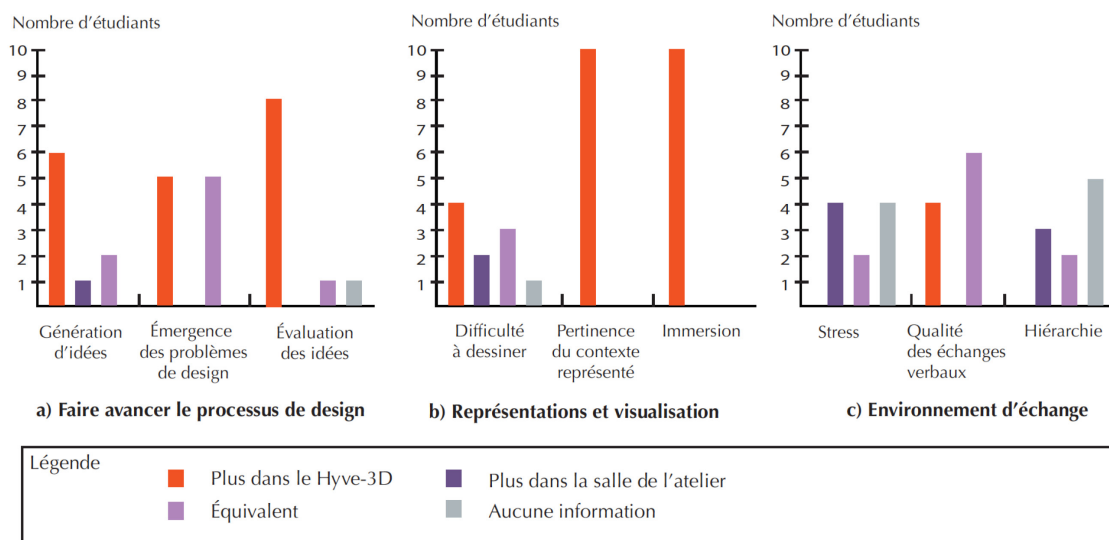 Nombre d'étudiants
10
9
8
7
6
5
4
3
2
1
Génération
d'idées
Émergence
des problèmes
de design
Évaluation
des idées
a) Faire avancer le processus de design
Nombre d'étudiants
10
9
8
7
6
5
4
3
2
1
Difficulté
à dessiner
Pertinence
du contexte
représenté
Immersion
b) Représentations et visualisation
Nombre d'étudiants
10
9
8
7
6
5
4
3
2
1
Stress
Qualité
des échanges
verbaux
Hiérarchie
c) Environnement d'échange
Légende
Plus dans le Hyve-3D
Plus dans la salle de l'atelier
Équivalent
Aucune information